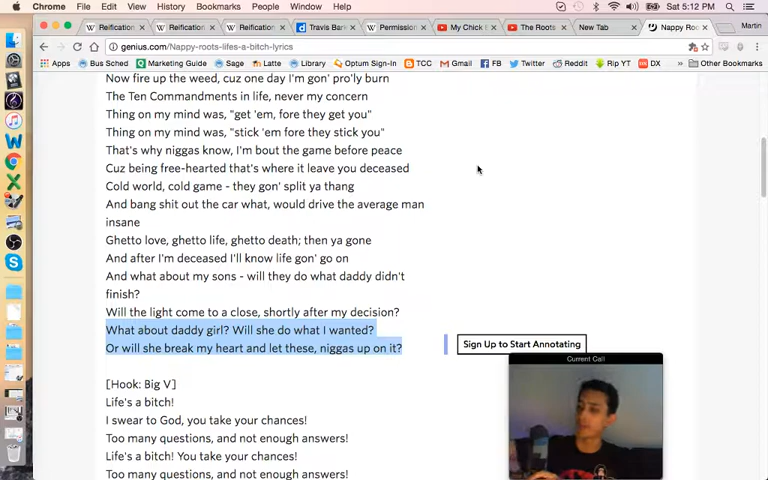 Chrome File Edit View History Bookmarks People Window Help
Sat 5:12 PM
Reification
Reification
Reification
Travis Bark
Permission
My Chick B
The Roots
New Tab
Nappy Roo
Martin
genius.com/Nappy-roots-lifes-a-bitch-lyrics
Apps Bus Sched Marketing Guide Sage Latte Library Optum Sign-In TCC Gmail FB Twitter Reddit Rip YT DX » Other Bookmarks
Now fire up the weed, cuz one day I'm gon' pro'ly burn
The Ten Commandments in life, never my concern
Thing on my mind was, "get 'em, fore they get you"
Thing on my mind was, "stick 'em fore they stick you"
That's why niggas know, I'm bout the game before peace
Cuz being free-hearted that's where it leave you deceased
Cold world, cold game - they gon' split ya thang
And bang shit out the car what, would drive the average man
insane
Ghetto love, ghetto life, ghetto death; then ya gone
And after I'm deceased I'll know life gon' go on
And what about my sons - will they do what daddy didn't
finish?
Will the light come to a close, shortly after my decision?
What about daddy girl? Will she do what I wanted?
Or will she break my heart and let these, niggas up on it?
Sign Up to Start Annotating
Current Call
[Hook: Big V]
Life's a bitch!
I swear to God, you take your chances!
Too many questions, and not enough answers!
Life's a bitch! You take your chances!
Too many questions, and not enough answers!